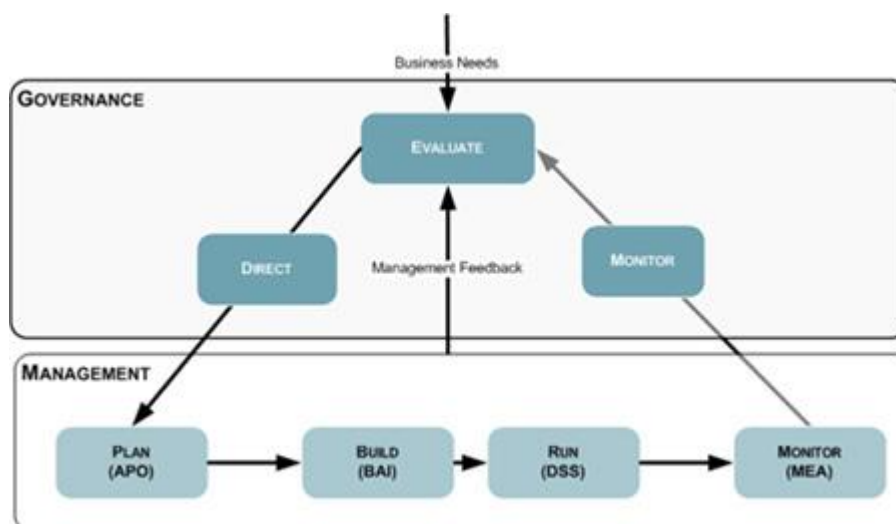 Business Needs
GOVERNANCE
EVALUATE
DIRECT
Management Feedback
MONITOR
MANAGEMENT
PLAN
(APO)
BUILD
(BAI)
RUN
(DSS)
MONITOR
(MEA)